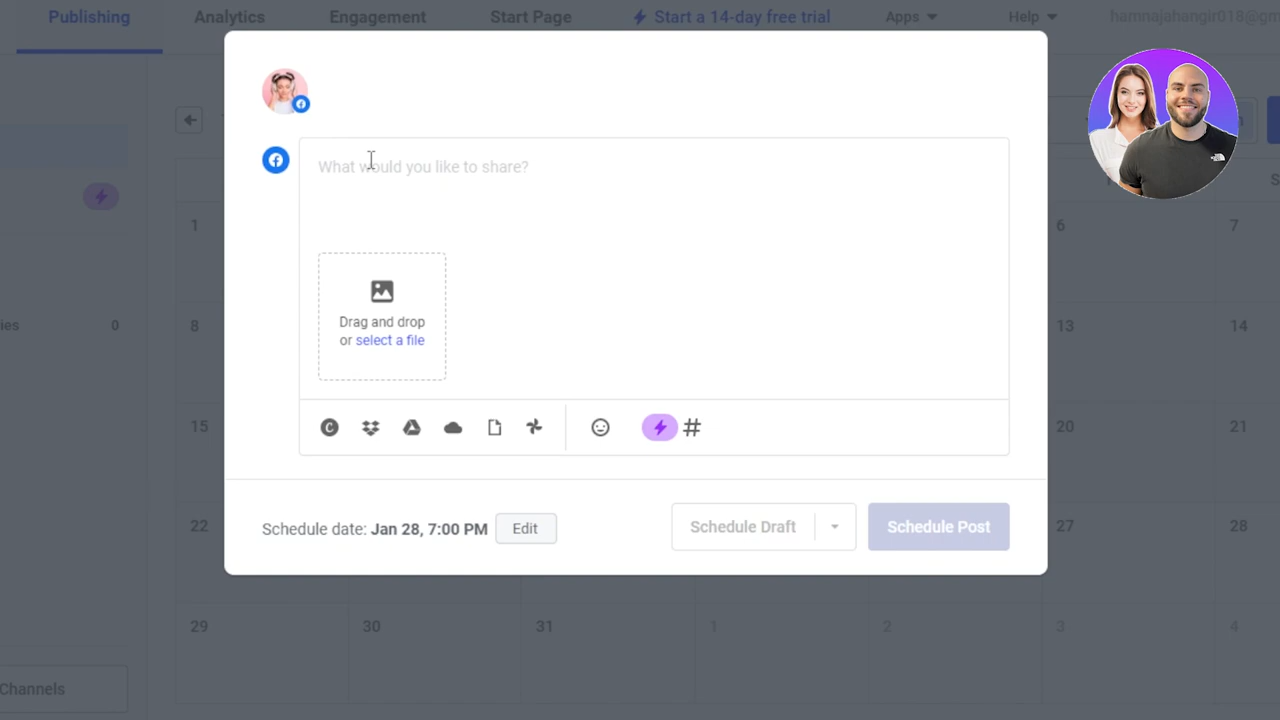 Publishing Analytics Engagement Start Page Start a 14-day free trial Apps Help hamnajahangir018@gm
What would you like to share?
1 6 7
Drag and drop
or select a file
ies 0 8 13 14
15 20 21
C #
Schedule date: Jan 28, 7:00 PM Edit Schedule Draft Schedule Post
22 27 28
29 30 31 1 2 3 4
Channels